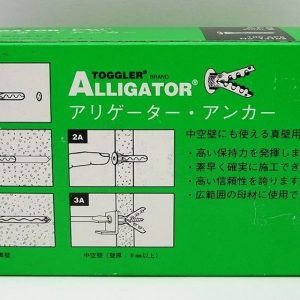 TOGGLER® BRAND
ALLIGATOR®
アリゲーター・アンカー
中空壁にも使える真壁用
・高い保持力を発揮しま
・素早く確実に施工でき
・高い信頼性を誇ります
・広範囲の母材に使用で
2A
3A
真壁
中空壁